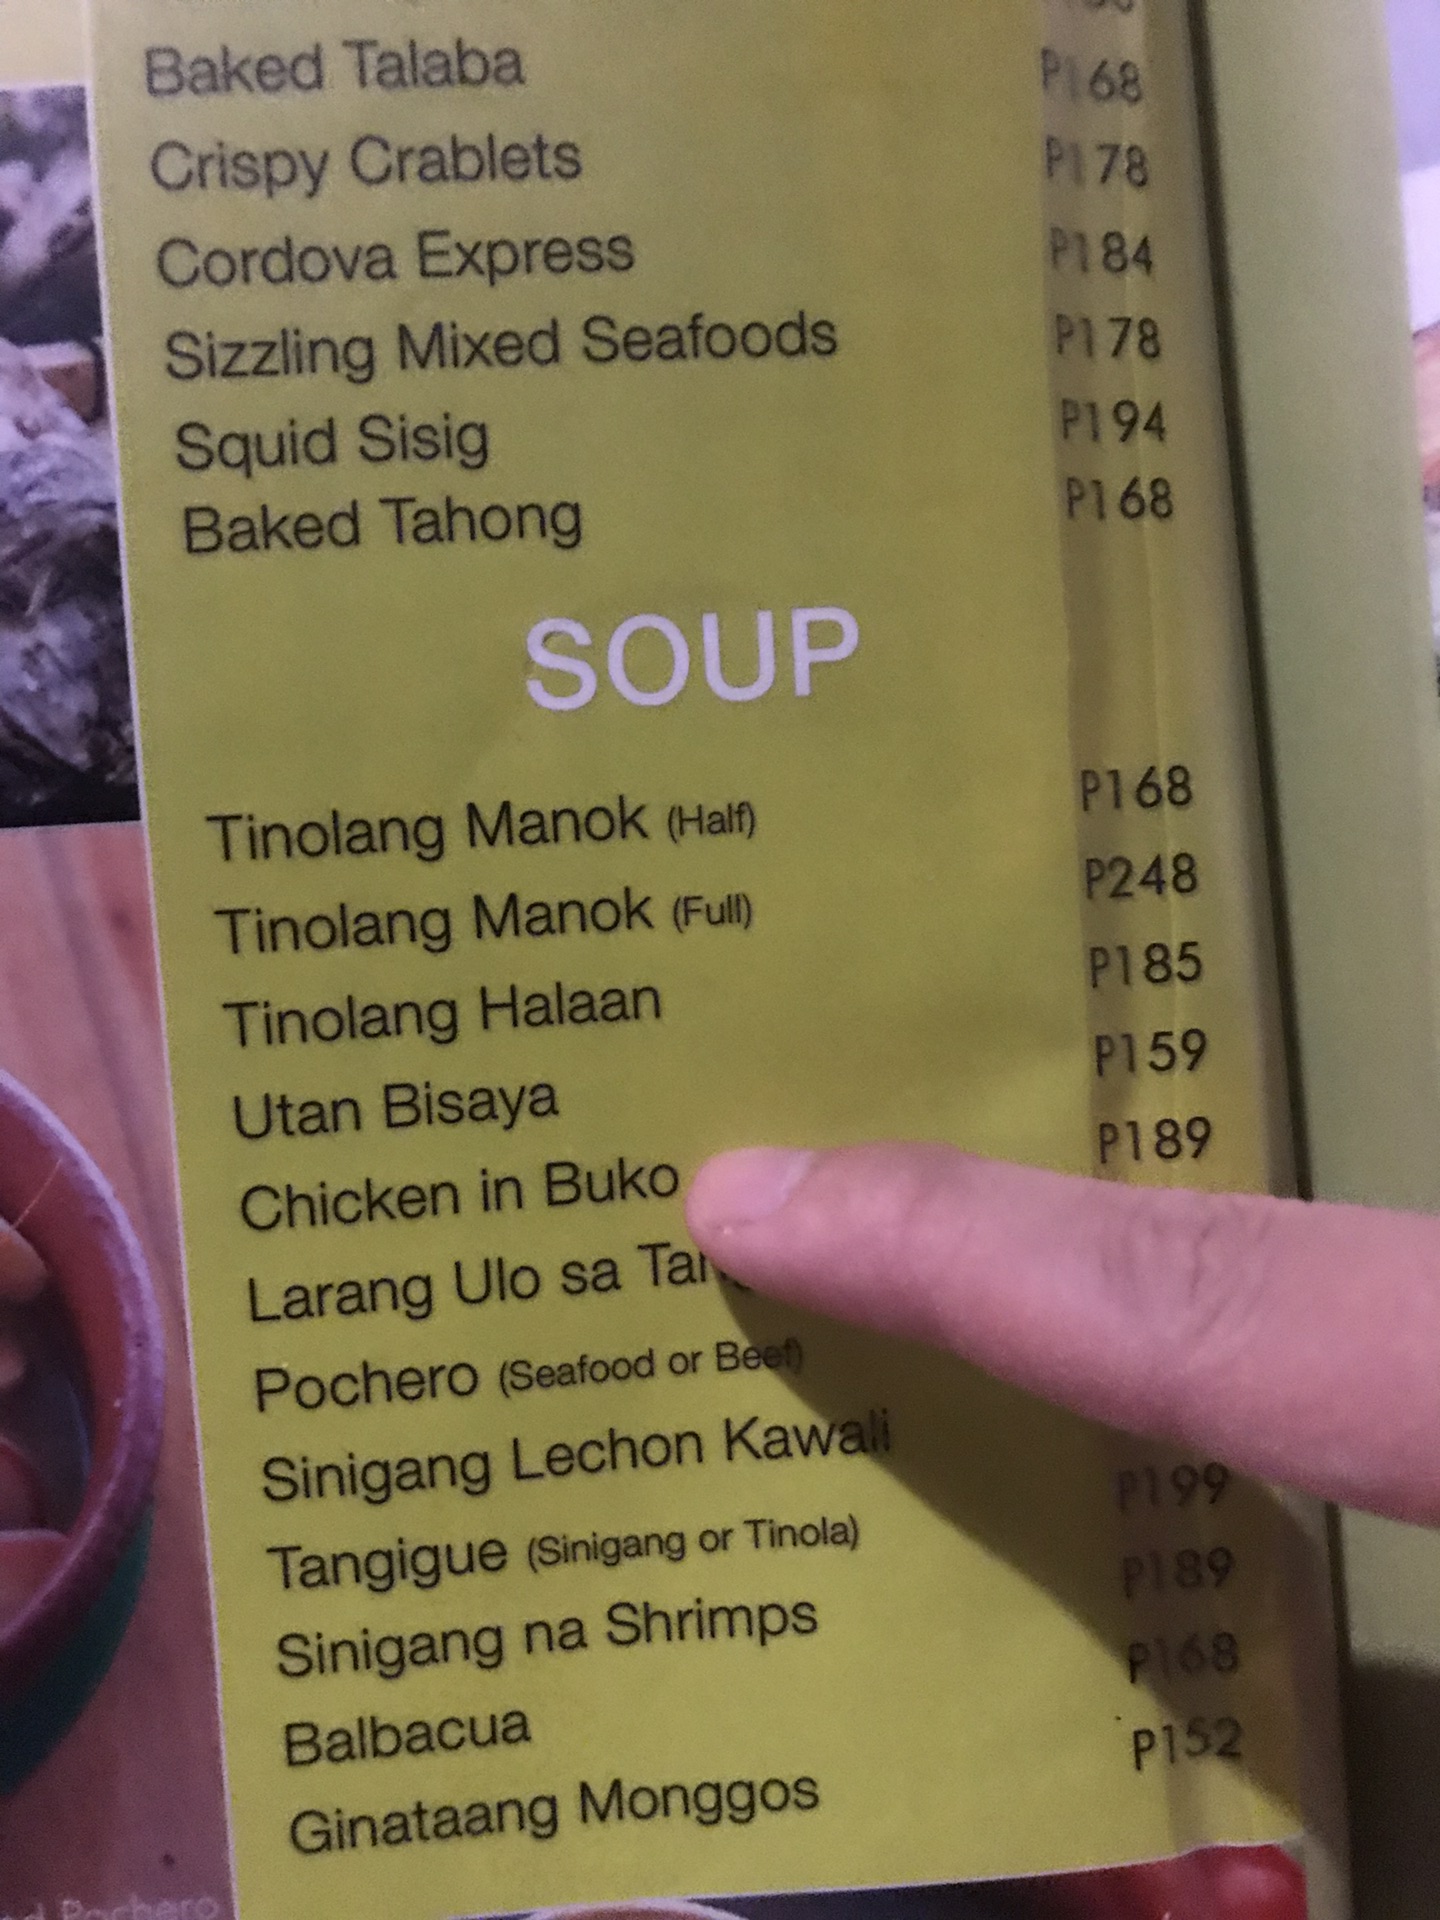 Baked Talaba P168
Crispy Crablets P178
Cordova Express P184
Sizzling Mixed Seafoods P178
Squid Sisig P194
Baked Tahong P168
SOUP
Tinolang Manok (Half) P168
Tinolang Manok (Full) P248
Tinolang Halaan P185
Utan Bisaya P159
Chicken in Buko P189
Larang Ulo sa
Pochero (Seafood or Beef)
Sinigang Lechon Kawali
Tangigue (Sinigang or Tinola) P199
Sinigang na Shrimps P189
Balbacua P168
Ginataang Monggos P152
Pochero